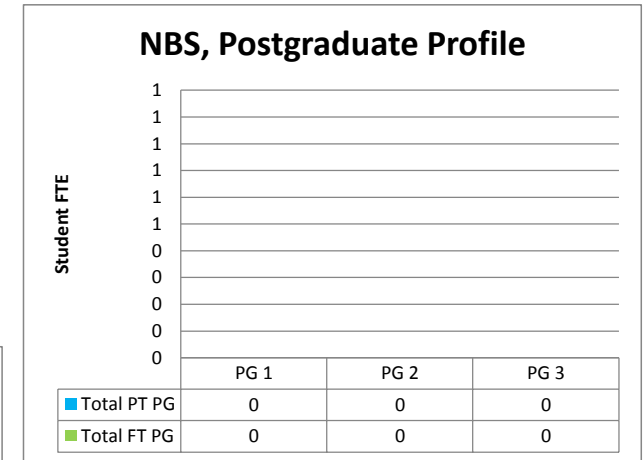 NBS, Postgraduate Profile
Student FTE
1
1
1
1
1
1
0
0
0
0
0
PG 1 PG 2 PG 3
Total PT PG 0 0 0
Total FT PG 0 0 0